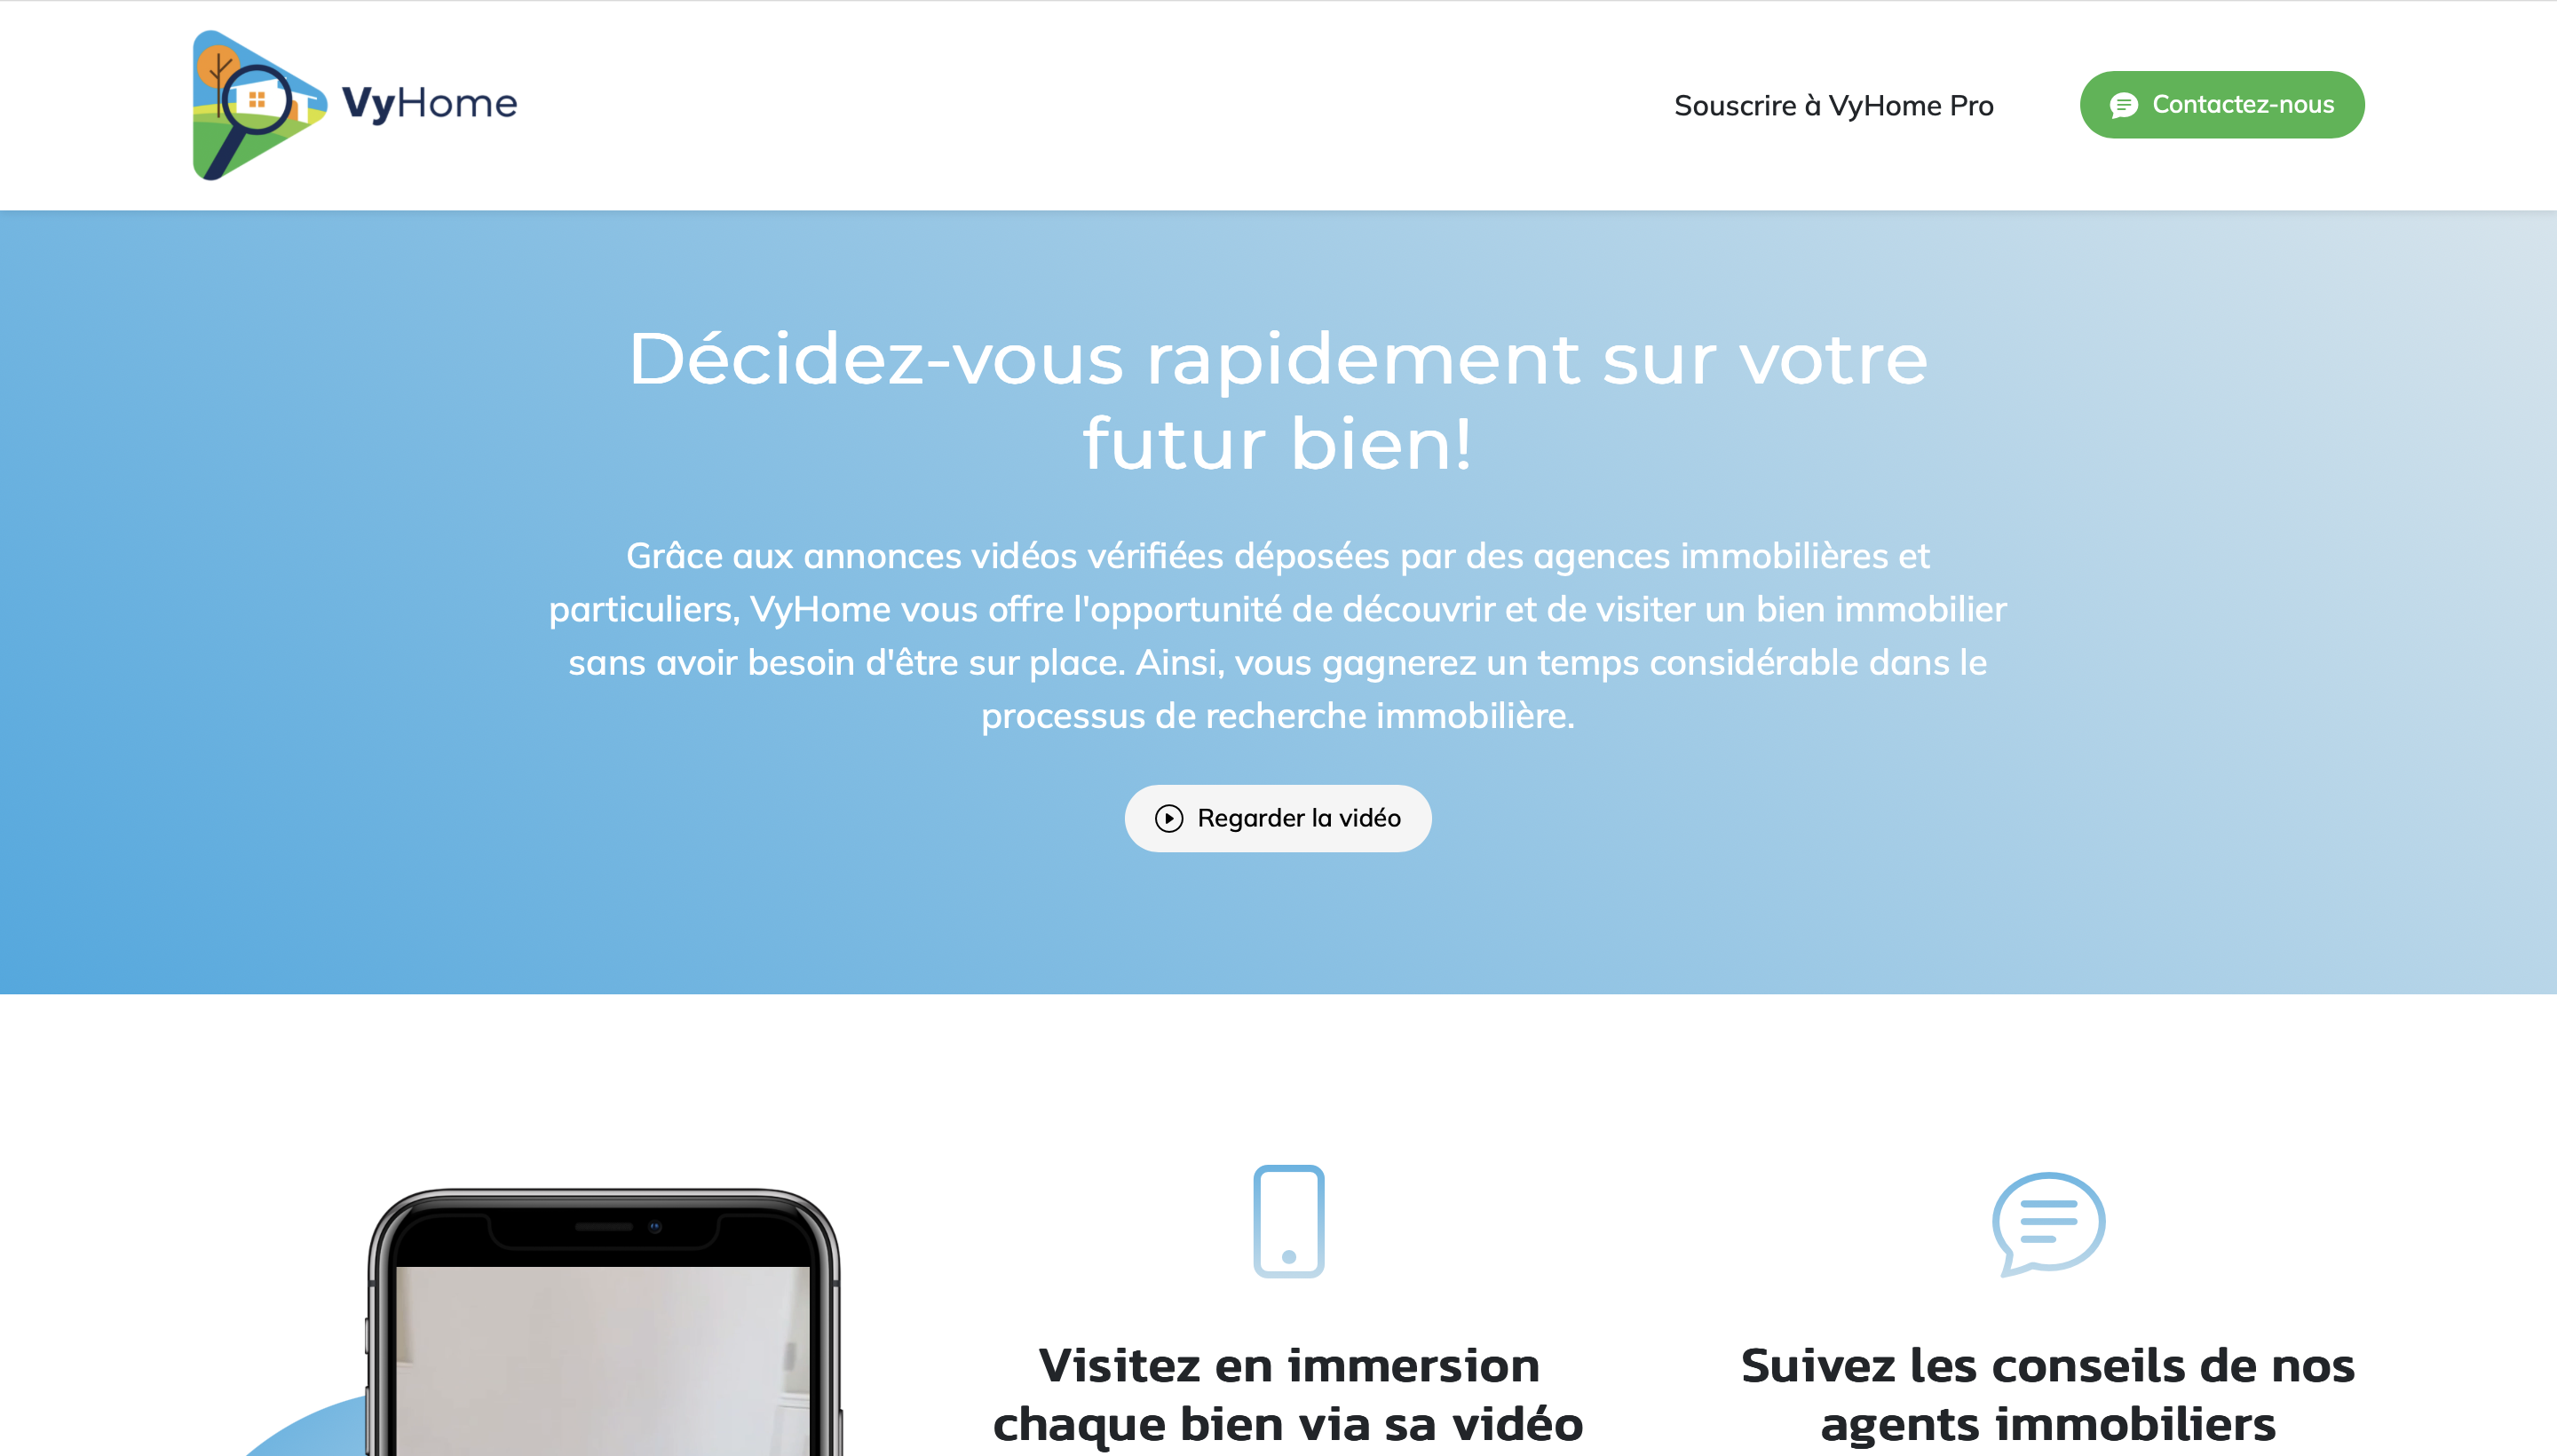 VyHome
Souscrire à VyHome Pro
Contactez-nous
Décidez-vous rapidement sur votre
futur bien!
Grâce aux annonces vidéos vérifiées déposées par des agences immobilières et
particuliers, VyHome vous offre l'opportunité de découvrir et de visiter un bien immobilier
sans avoir besoin d'être sur place. Ainsi, vous gagnerez un temps considérable dans le
processus de recherche immobilière.
Regarder la vidéo
Visitez en immersion
chaque bien via sa vidéo
Suivez les conseils de nos
agents immobiliers